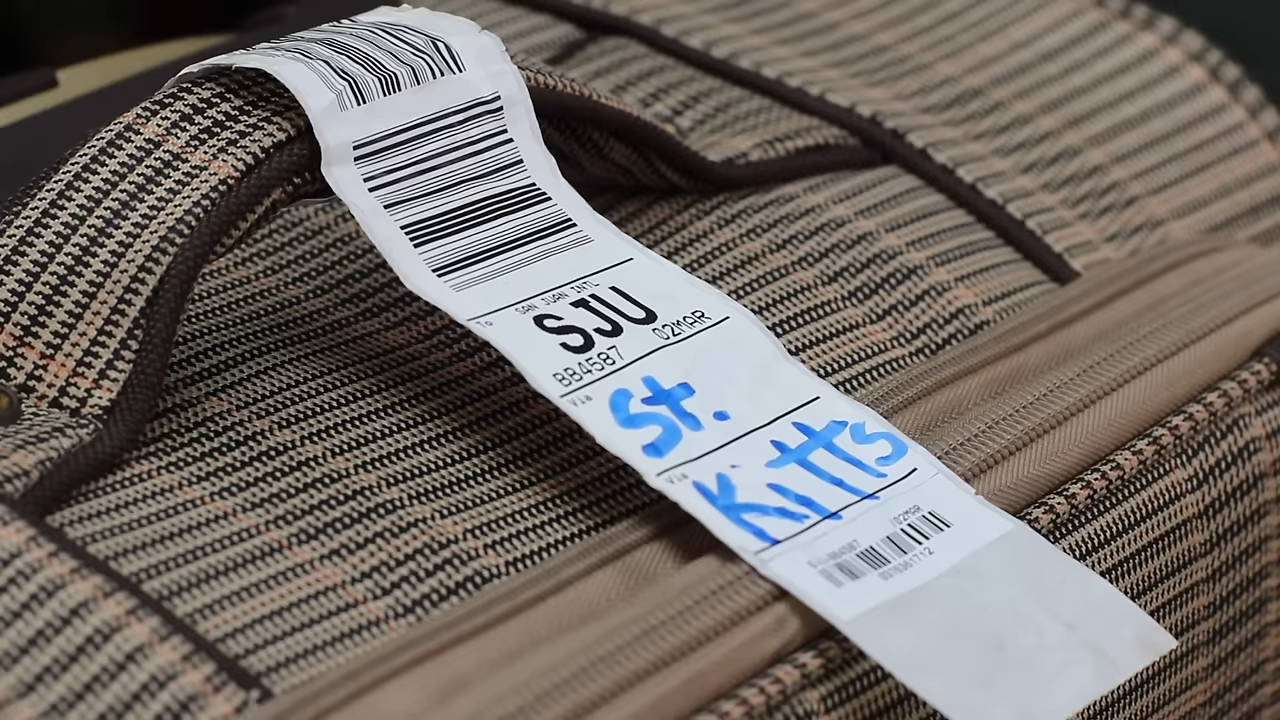 To SAN JUAN INTL
SJU
BB4587 02MAR
Via
St.
Via
Kitts
02MAR